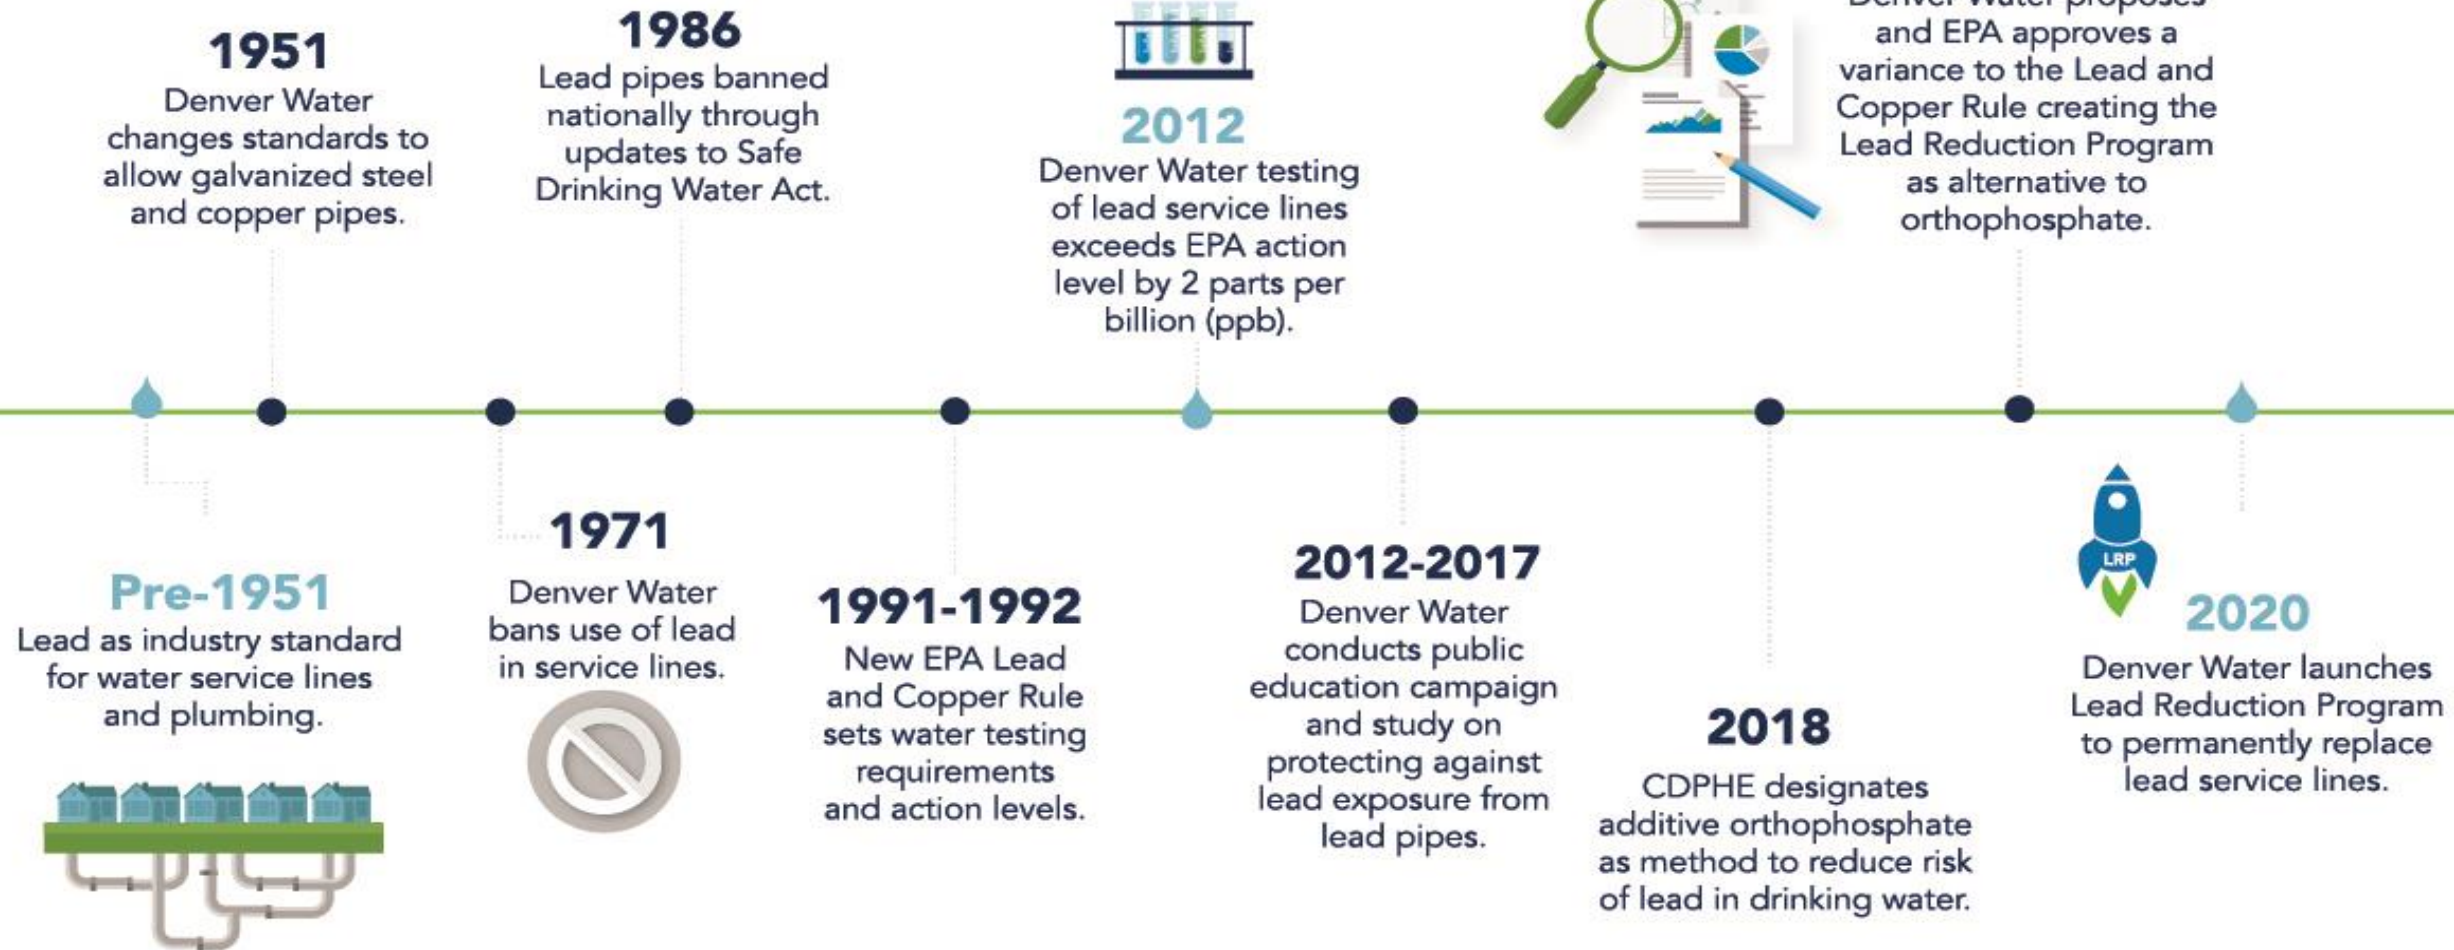 1951
Denver Water
changes standards to
allow galvanized steel
and copper pipes.
1986
Lead pipes banned
nationally through
updates to Safe
Drinking Water Act.
2012
Denver Water testing
of lead service lines
exceeds EPA action
level by 2 parts per
billion (ppb).
Denver Water proposes
and EPA approves a
variance to the Lead and
Copper Rule creating the
Lead Reduction Program
as alternative to
orthophosphate.
Pre-1951
Lead as industry standard
for water service lines
and plumbing.
1971
Denver Water
bans use of lead
in service lines.
1991-1992
New EPA Lead
and Copper Rule
sets water testing
requirements
and action levels.
2012-2017
Denver Water
conducts public
education campaign
and study on
protecting against
lead exposure from
lead pipes.
2018
CDPHE designates
additive orthophosphate
as method to reduce risk
of lead in drinking water.
LRP
2020
Denver Water launches
Lead Reduction Program
to permanently replace
lead service lines.